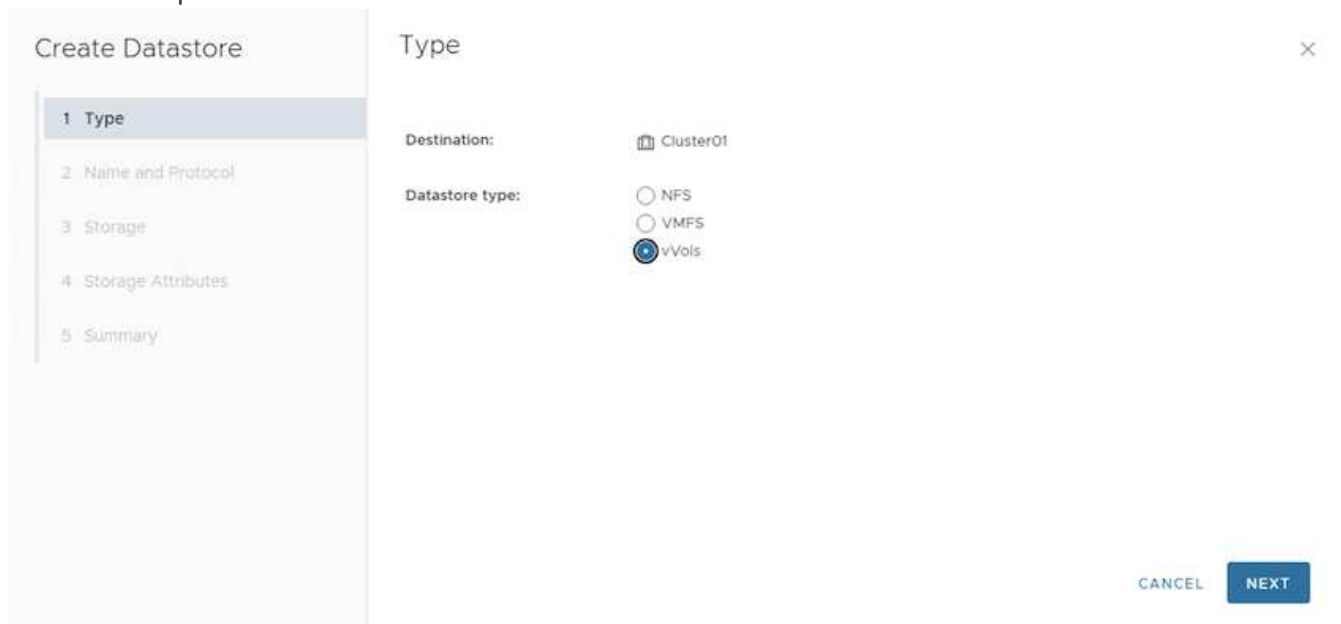 Create Datastore
1 Type
2 Name and Protocol
3 Storage
4 Storage Attributes
5 Summary
Type
Destination: Cluster01
Datastore type: NFS
VMFS
vVols
CANCEL NEXT